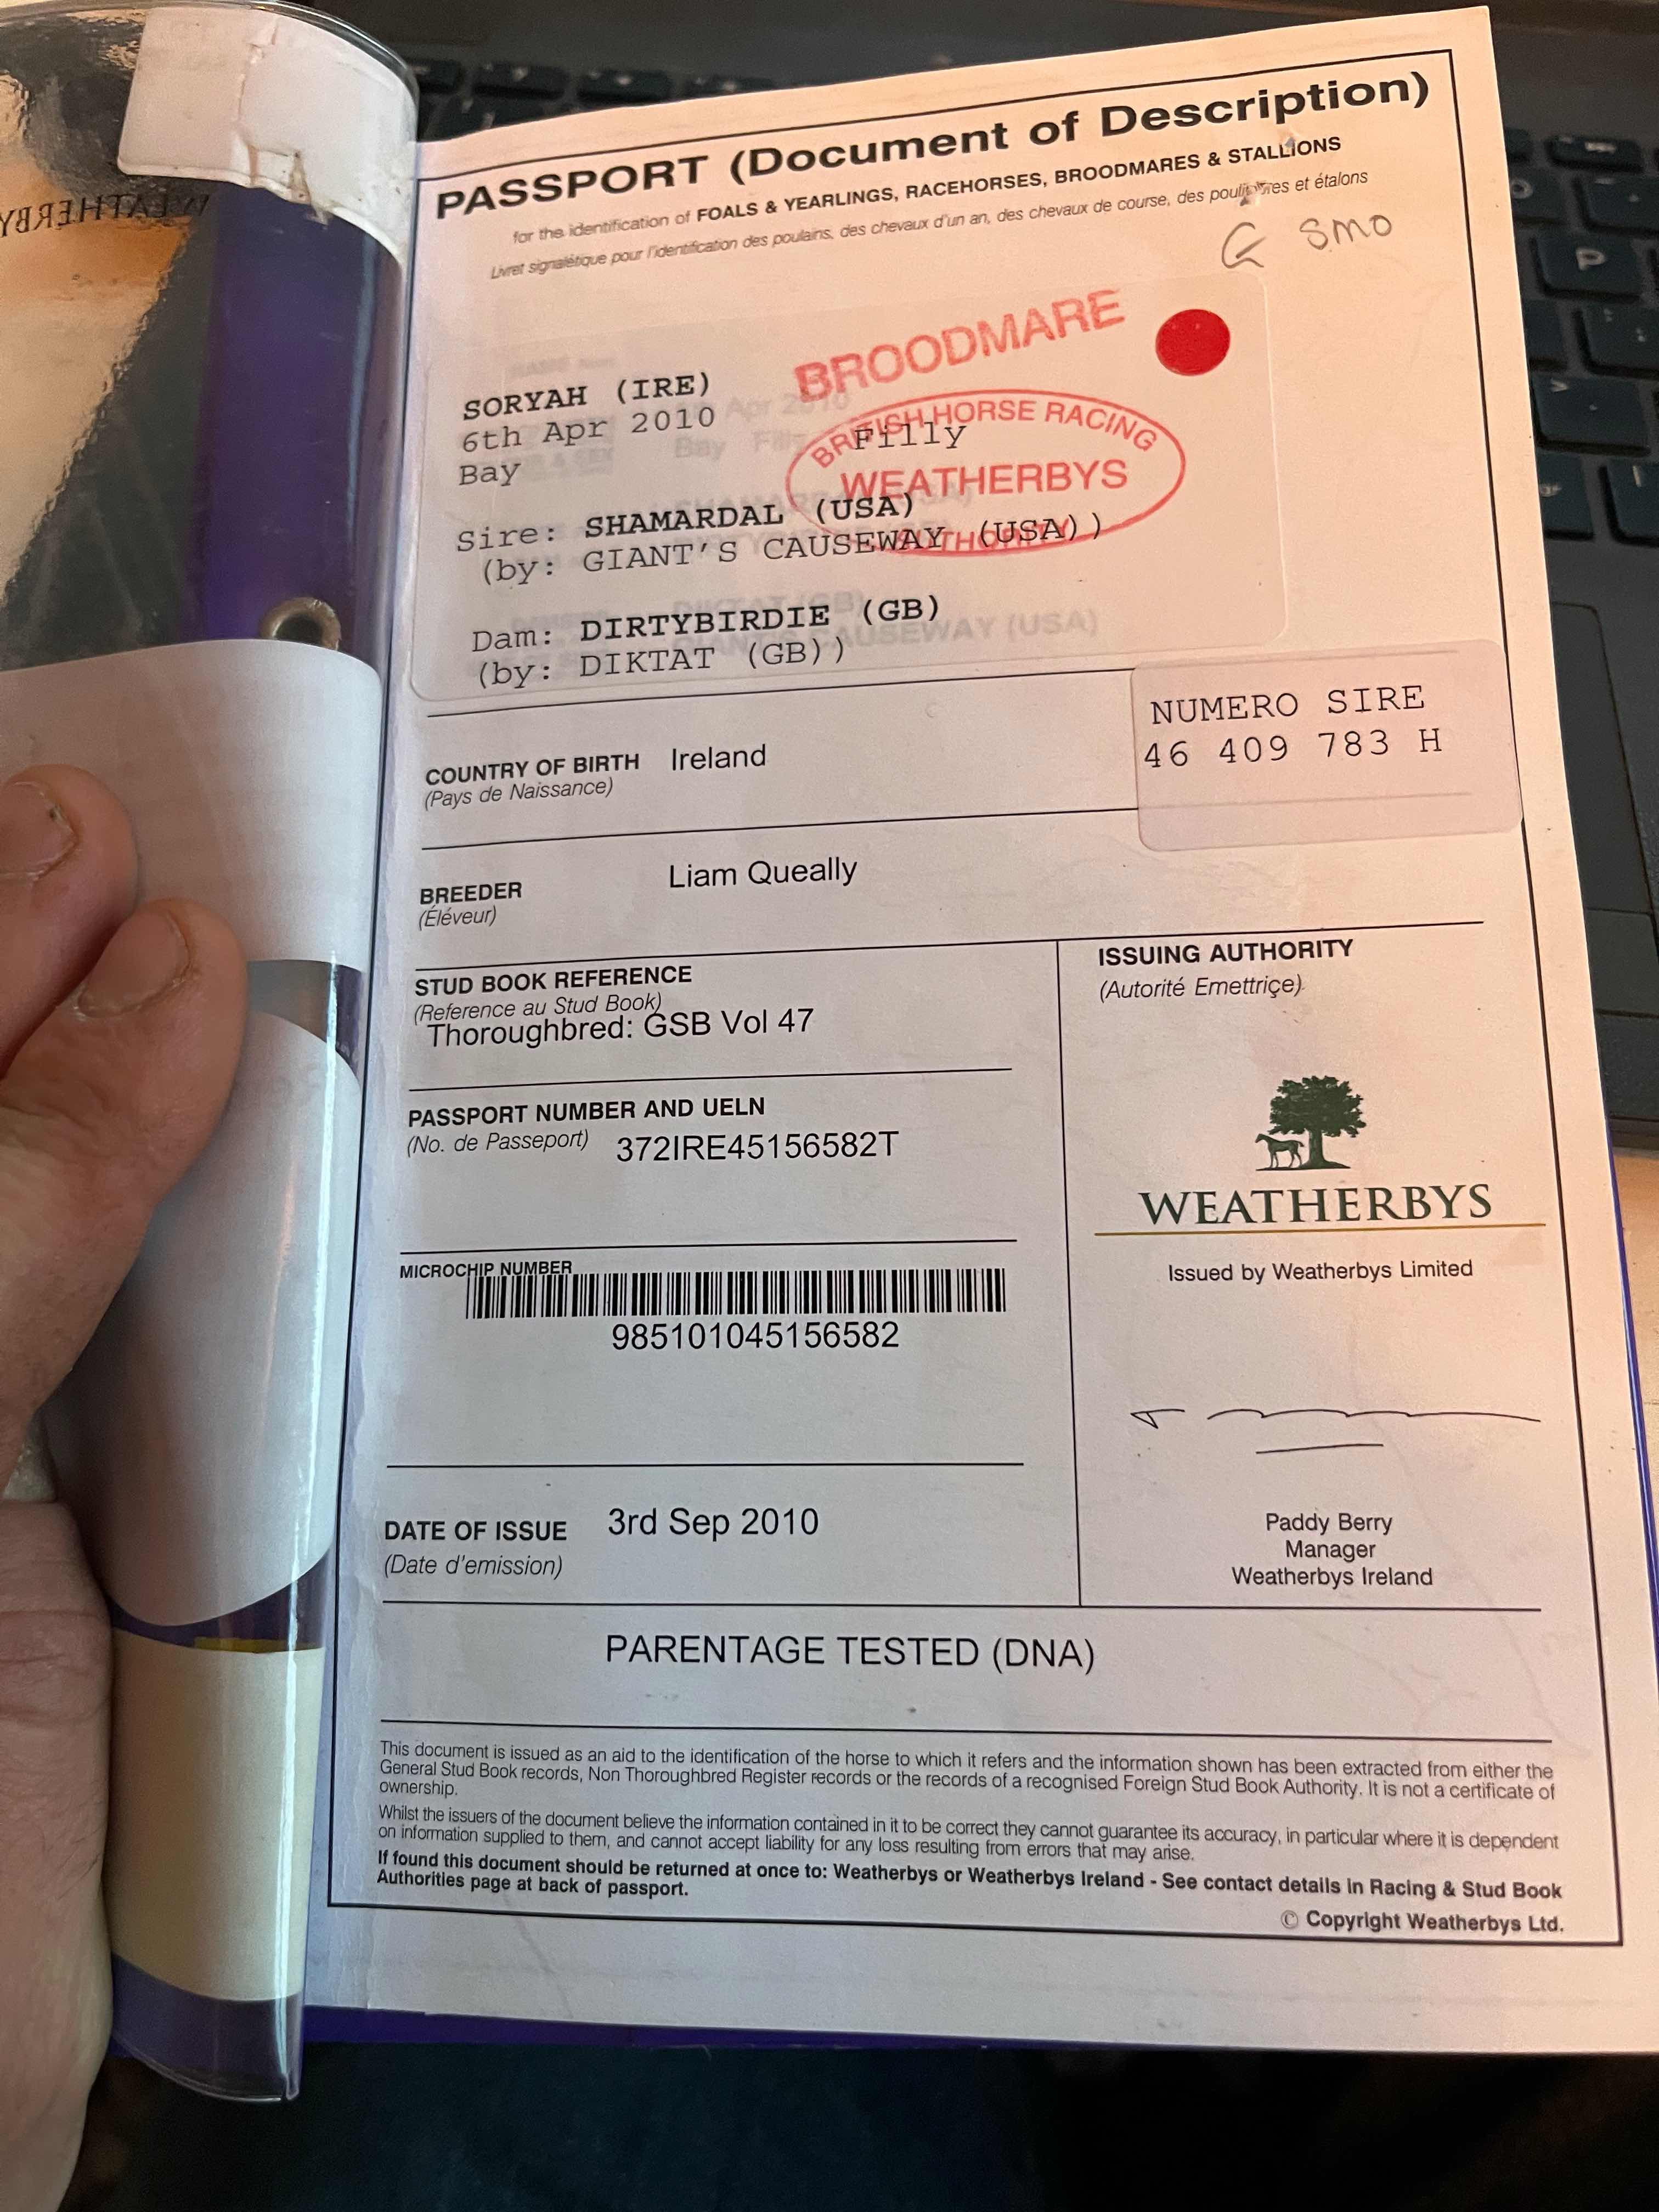 WEATHERBY
PASSPORT (Document of Description)
for the identification of FOALS & YEARLINGS, RACEHORSES, BROODMARES & STALLIONS
Livret signalétique pour l'identification des poulains, des chevaux d'un an, des chevaux de course, des et étalons
G SMO
BROODMARE
SORYAH (IRE)
6th Apr 2010 Filly
Bay
BRITISH HORSE RACING
WEATHERBYS
AUTHORITY
Sire: SHAMARDAL (USA)
(by: GIANT'S CAUSEWAY (USA))
Dam: DIRTYBIRDIE (GB)
(by: DIKTAT (GB))
NUMERO SIRE
46 409 783 H
COUNTRY OF BIRTH Ireland
(Pays de Naissance)
BREEDER Liam Queally
(Éléveur)
STUD BOOK REFERENCE
(Reference au Stud Book)
Thoroughbred: GSB Vol 47
PASSPORT NUMBER AND UELN
(No. de Passeport) 372IRE45156582T
MICROCHIP NUMBER
985101045156582
DATE OF ISSUE 3rd Sep 2010
(Date d'emission)
ISSUING AUTHORITY
(Autorité Emettriçe)
WEATHERBYS
Issued by Weatherbys Limited
Paddy Berry
Manager
Weatherbys Ireland
PARENTAGE TESTED (DNA)
This document is issued as an aid to the identification of the horse to which it refers and the information shown has been extracted from either the
General Stud Book records, Non Thoroughbred Register records or the records of a recognised Foreign Stud Book Authority. It is not a certificate of
ownership.
Whilst the issuers of the document believe the information contained in it to be correct they cannot guarantee its accuracy, in particular where it is dependent
on information supplied to them, and cannot accept liability for any loss resulting from errors that may arise.
If found this document should be returned at once to: Weatherbys or Weatherbys Ireland - See contact details in Racing & Stud Book
Authorities page at back of passport.
© Copyright Weatherbys Ltd.